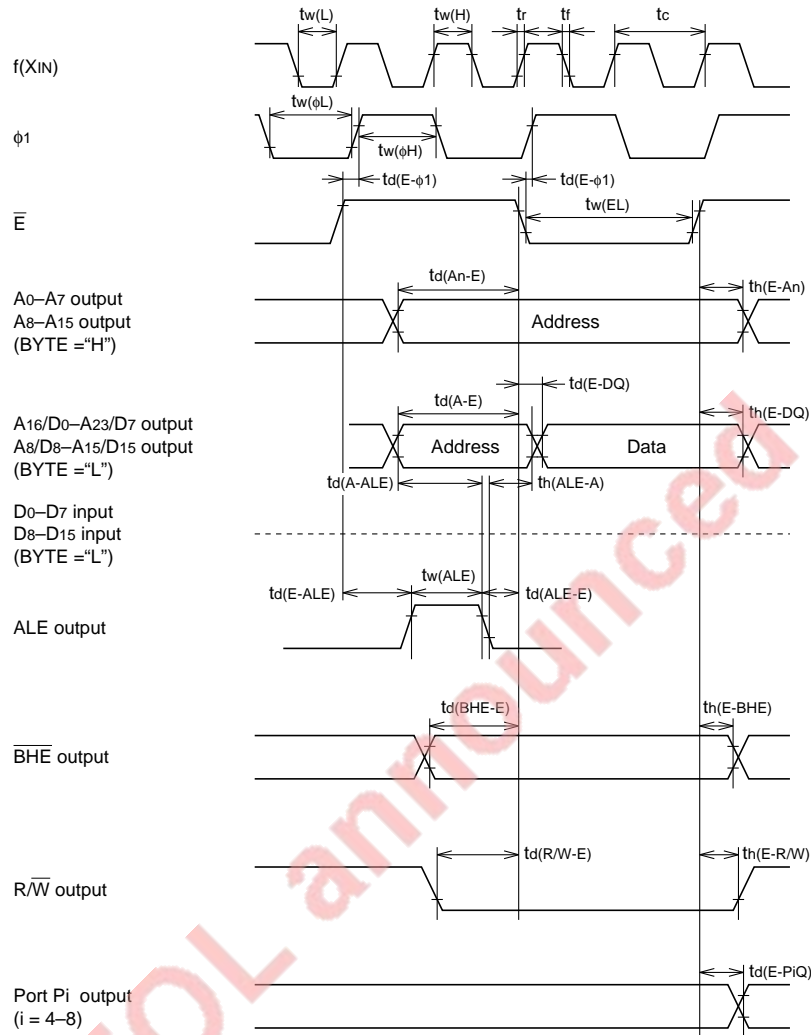 tw(L) tw(H) tr tf tc
f(XIN)
tw(ϕL)
ϕ1
tw(ϕH)
td(E-ϕ1) td(E-ϕ1)
tw(EL)
E
td(An-E)
th(E-An)
A0–A7 output
A8–A15 output
Address
(BYTE =“H”)
td(E-DQ)
td(A-E)
th(E-DQ)
A16/D0–A23/D7 output
A8/D8–A15/D15 output
Address Data
(BYTE =“L”)
td(A-ALE) th(ALE-A)
D0–D7 input
D8–D15 input
(BYTE =“L”)
tw(ALE)
td(E-ALE) td(ALE-E)
ALE output
td(BHE-E) th(E-BHE)
BHE output
td(R/W-E) th(E-R/W)
R/W output
td(E-PiQ)
Port Pi output
(i = 4–8)
OL announced